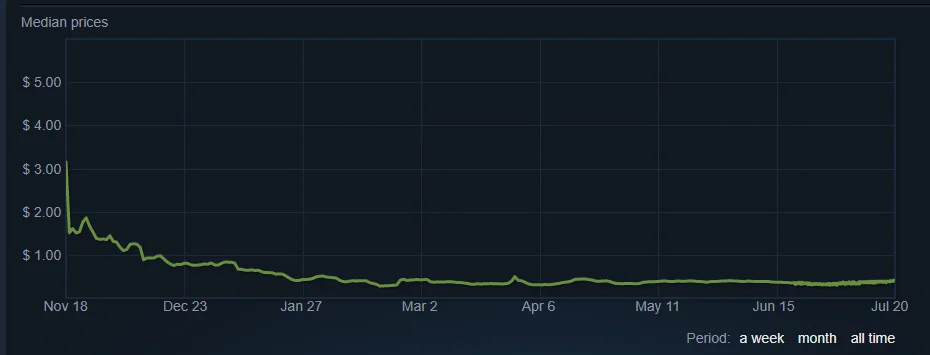 Median prices
$ 5.00
$ 4.00
$ 3.00
$ 2.00
$ 1.00
Nov 18 Dec 23 Jan 27 Mar 2 Apr 6 May 11 Jun 15 Jul 20
Period: a week month all time